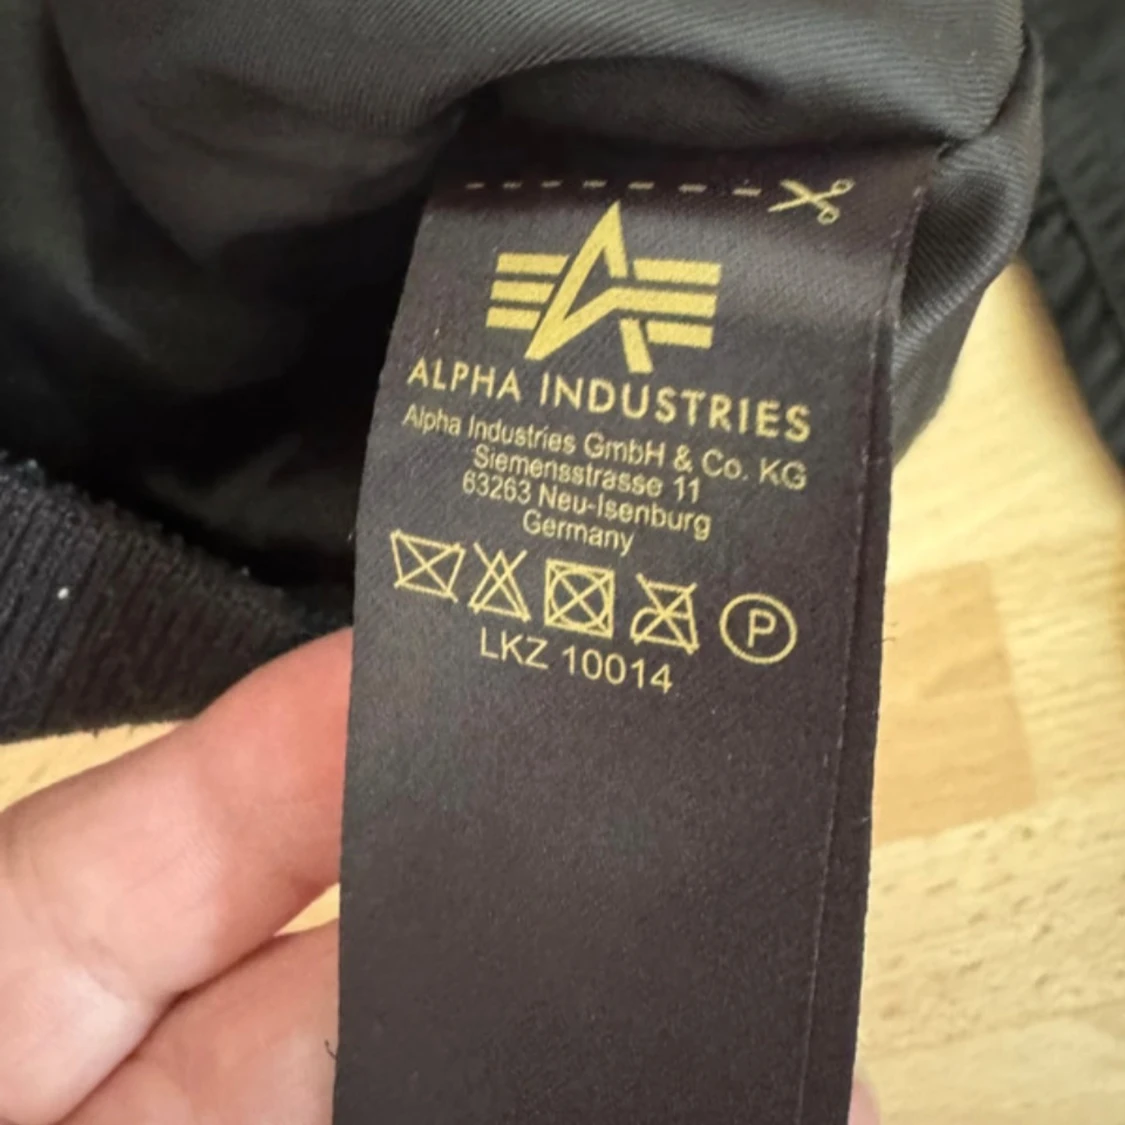 ALPHA INDUSTRIES
Alpha Industries GmbH & Co. KG
Siemensstrasse 11
63263 Neu-Isenburg
Germany
P
LKZ 10014